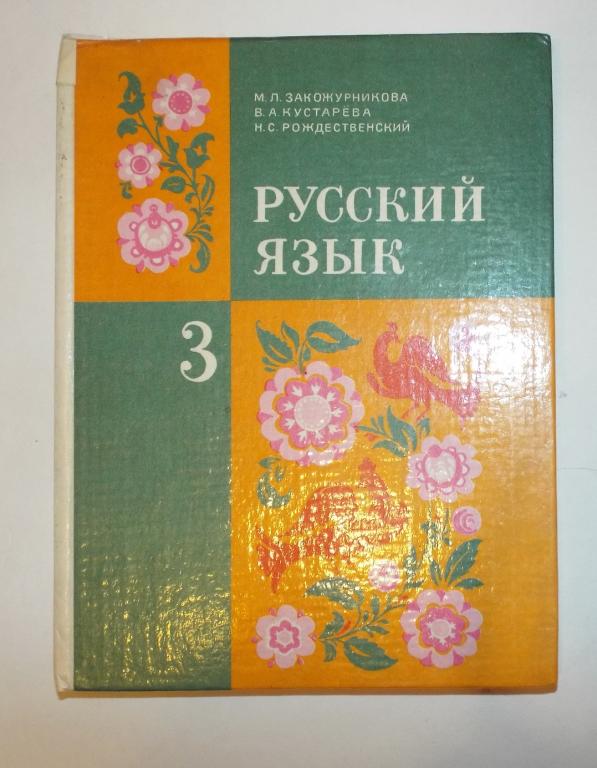 М. Л. ЗАКОЖУРНИКОВА
В. А. КУСТАРЁВА
Н. С. РОЖДЕСТВЕНСКИЙ
РУССКИЙ
ЯЗЫК
3